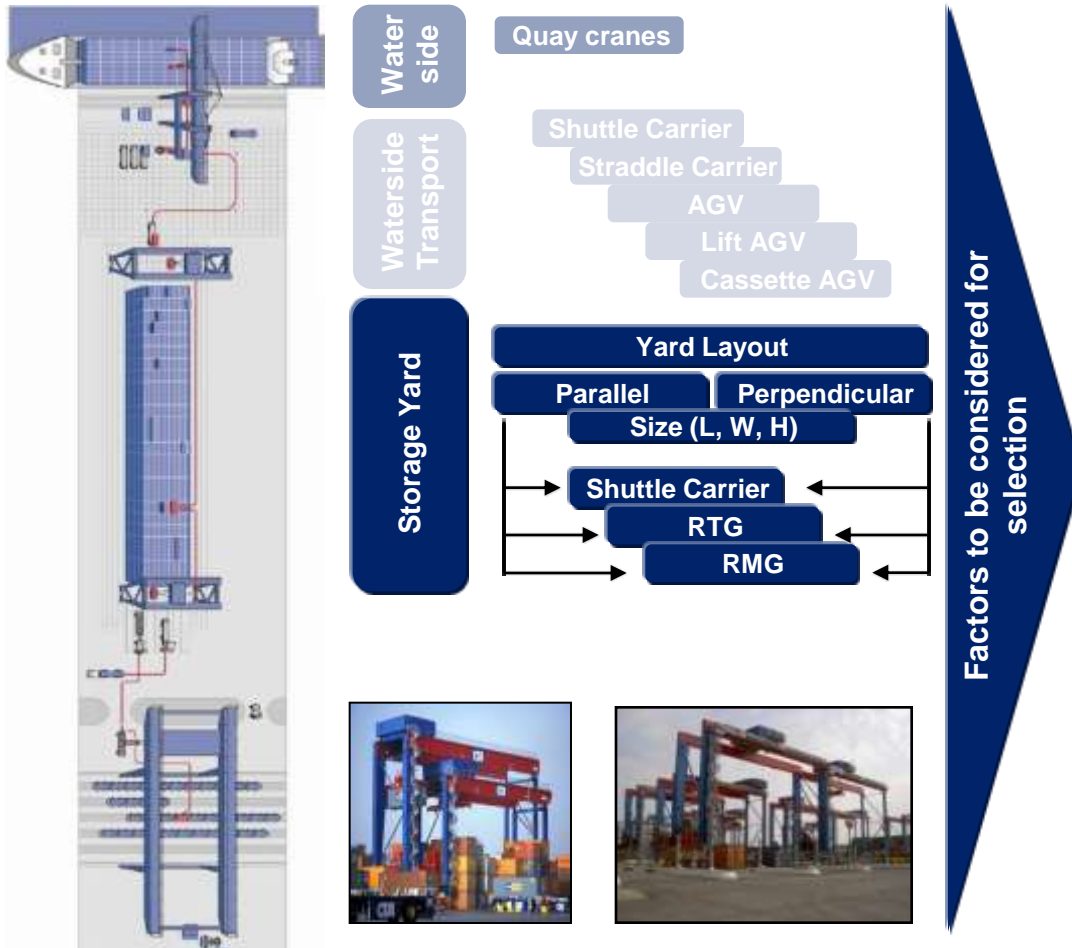 Water
side
Quay cranes
Waterside
Transport
Shuttle Carrier
Straddle Carrier
AGV
Lift AGV
Cassette AGV
Storage Yard
Yard Layout
Parallel
Perpendicular
Size (L, W, H)
Shuttle Carrier
RTG
RMG
Factors to be considered for
selection